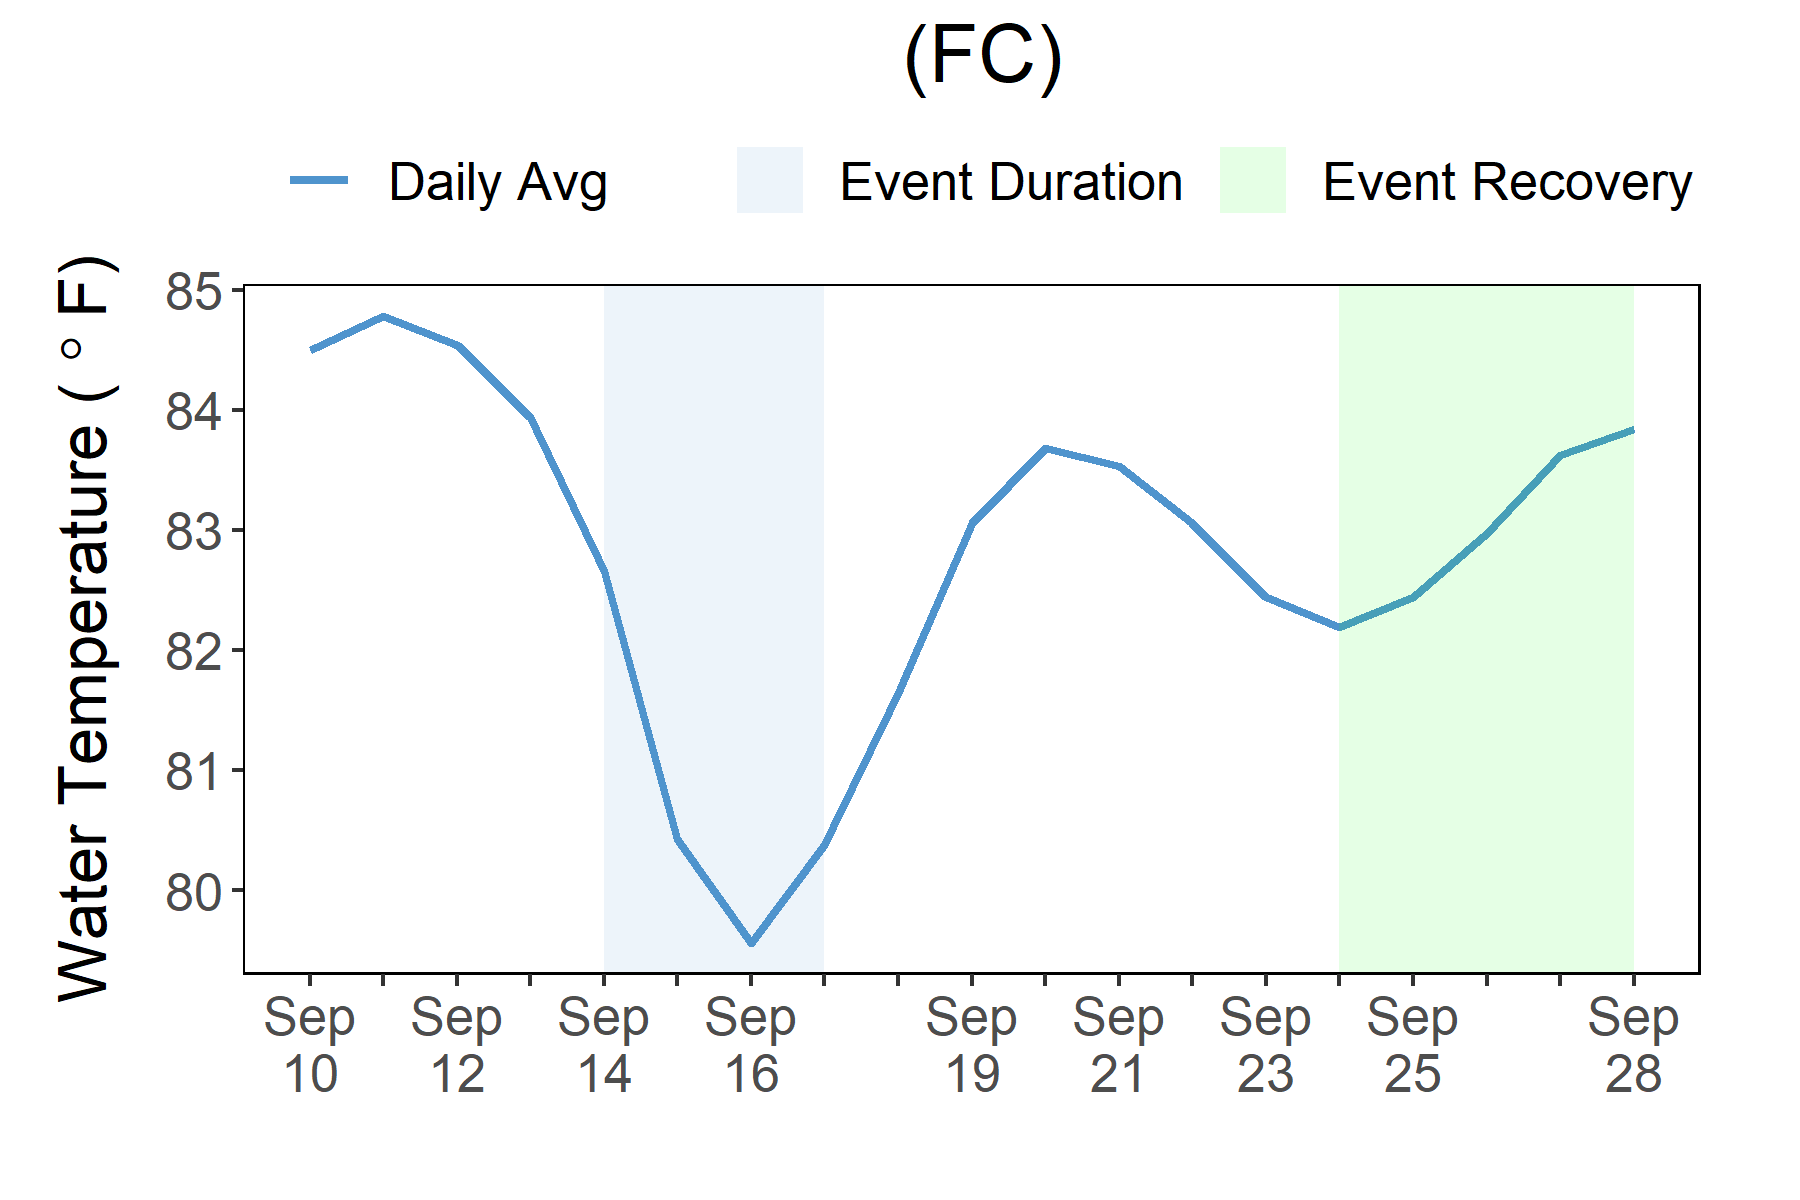 (FC)
Daily Avg
Event Duration
Event Recovery
Water Temperature ( ° F)
85
84
83
82
81
80
Sep 10
Sep 12
Sep 14
Sep 16
Sep 19
Sep 21
Sep 23
Sep 25
Sep 28